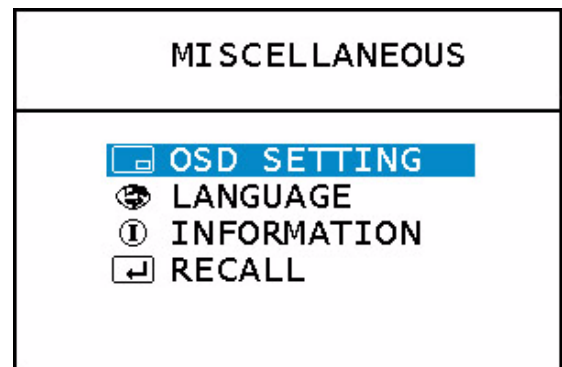 MISCELLANEOUS
OSD SETTING
LANGUAGE
INFORMATION
RECALL